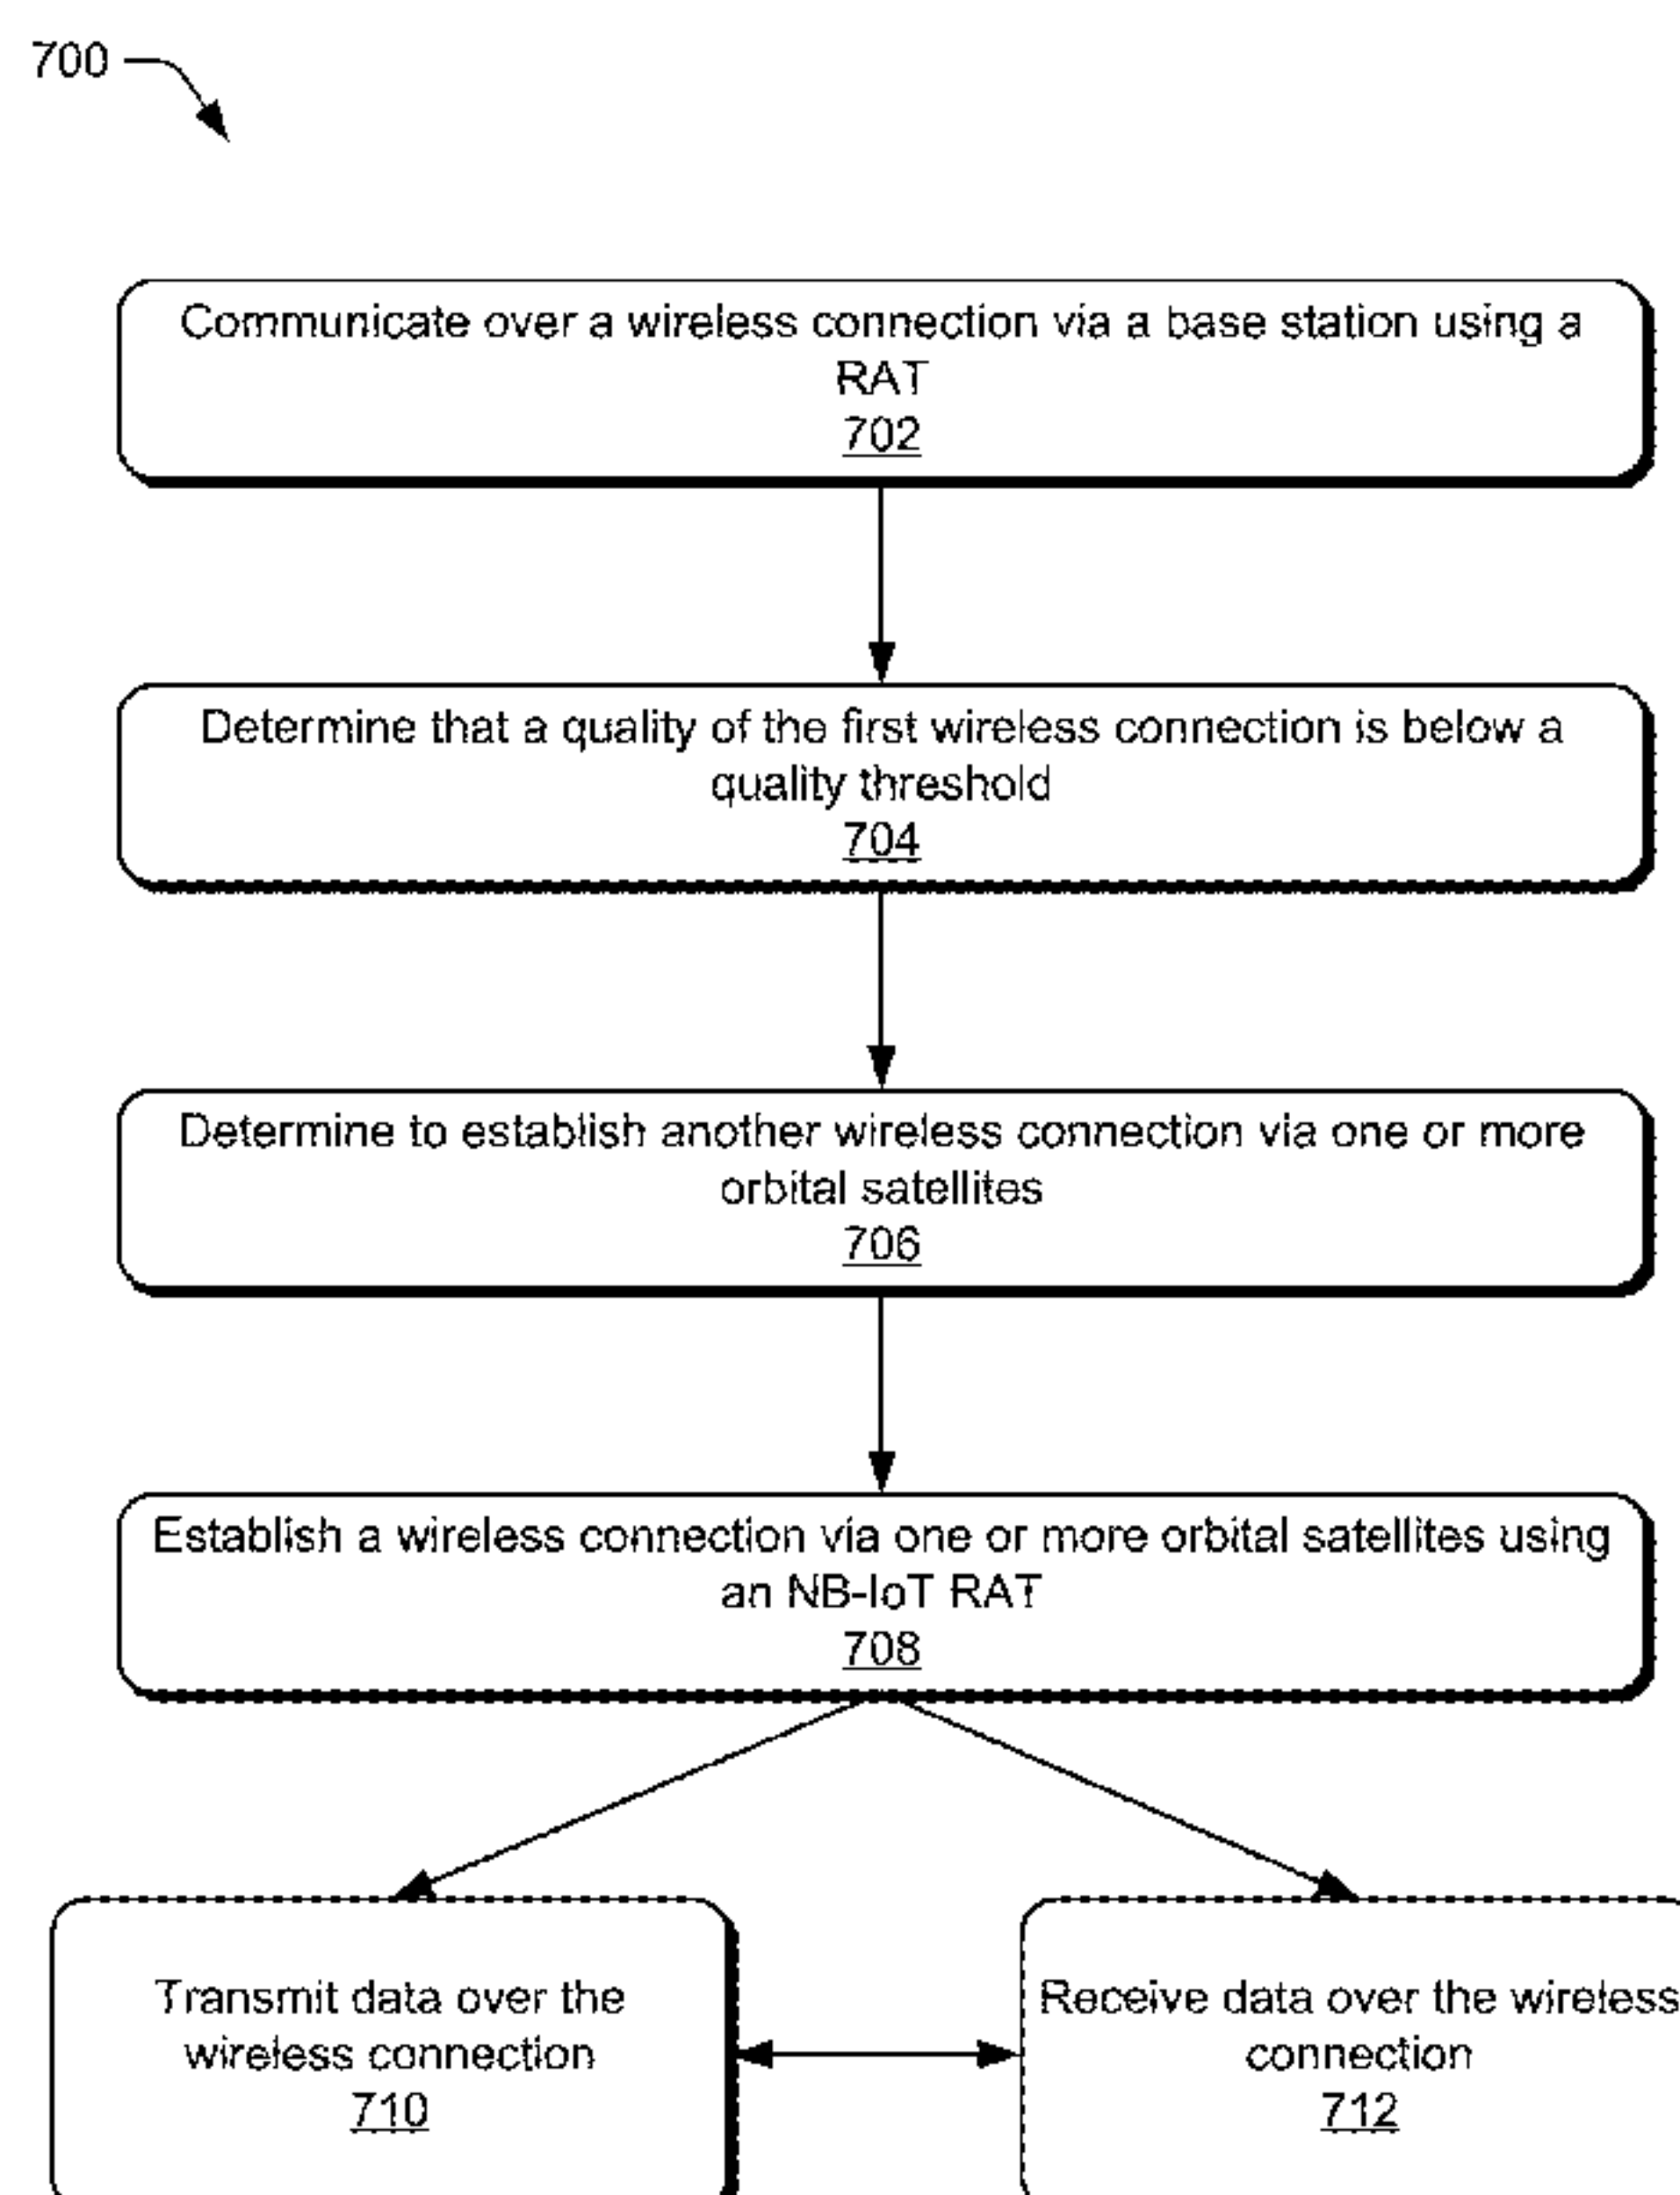 700
Communicate over a wireless connection via a base station using a
RAT
702
Determine that a quality of the first wireless connection is below a
quality threshold
704
Determine to establish another wireless connection via one or more
orbital satellites
706
Establish a wireless connection via one or more orbital satellites using
an NB-IoT RAT
708
Transmit data over the
wireless connection
710
Receive data over the wireless
connection
712